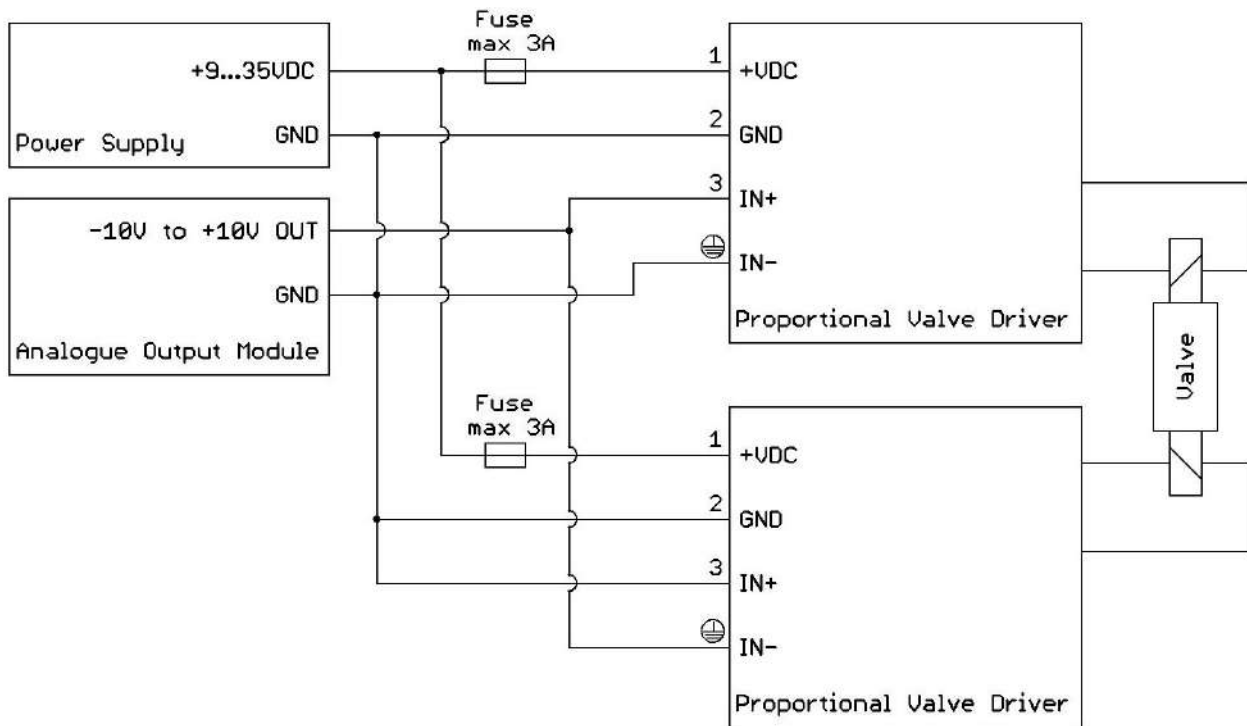 +9...35VDC
GND
Power Supply
-10V to +10V OUT
GND
Analogue Output Module
Fuse
max 3A
1
+VDC
2
GND
3
IN+
IN-
Proportional Valve Driver
Valve
Fuse
max 3A
1
+VDC
2
GND
3
IN+
IN-
Proportional Valve Driver